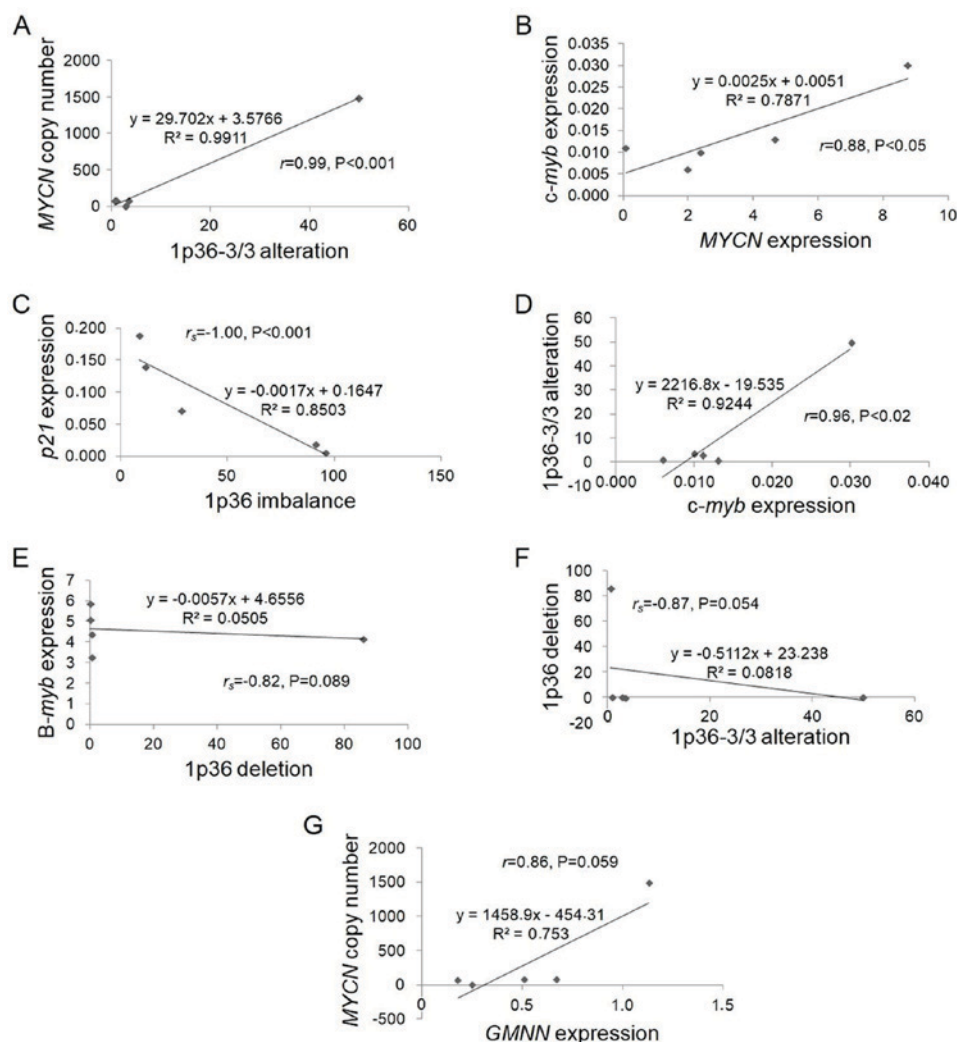 A
MYCN copy number
2000
1500
1000
500
0
y = 29.702x + 3.5766
R² = 0.9911
r=0.99, P<0.001
0 20 40 60
1p36-3/3 alteration
B
c-myb expression
0.035
0.030
0.025
0.020
0.015
0.010
0.005
0.000
y = 0.0025x + 0.0051
R² = 0.7871
r=0.88, P<0.05
0 2 4 6 8 10
MYCN expression
C
p21 expression
0.200
0.150
0.100
0.050
0.000
rs=-1.00, P<0.001
y = -0.0017x + 0.1647
R² = 0.8503
0 50 100 150
1p36 imbalance
D
1p36-3/3 alteration
60
50
40
30
20
10
0
-10
y = 2216.8x - 19.535
R² = 0.9244
r=0.96, P<0.02
0.000 0.010 0.020 0.030 0.040
c-myb expression
E
B-myb expression
7
6
5
4
3
2
1
0
y = -0.0057x + 4.6556
R² = 0.0505
rs=-0.82, P=0.089
0 20 40 60 80 100
1p36 deletion
F
1p36 deletion
100
80
60
40
20
0
-20
rs=-0.87, P=0.054
y = -0.5112x + 23.238
R² = 0.0818
0 20 40 60
1p36-3/3 alteration
G
MYCN copy number
2000
1500
1000
500
0
-500
r=0.86, P=0.059
y = 1458.9x - 454.31
R² = 0.753
0 0.5 1.0 1.5
GMNN expression